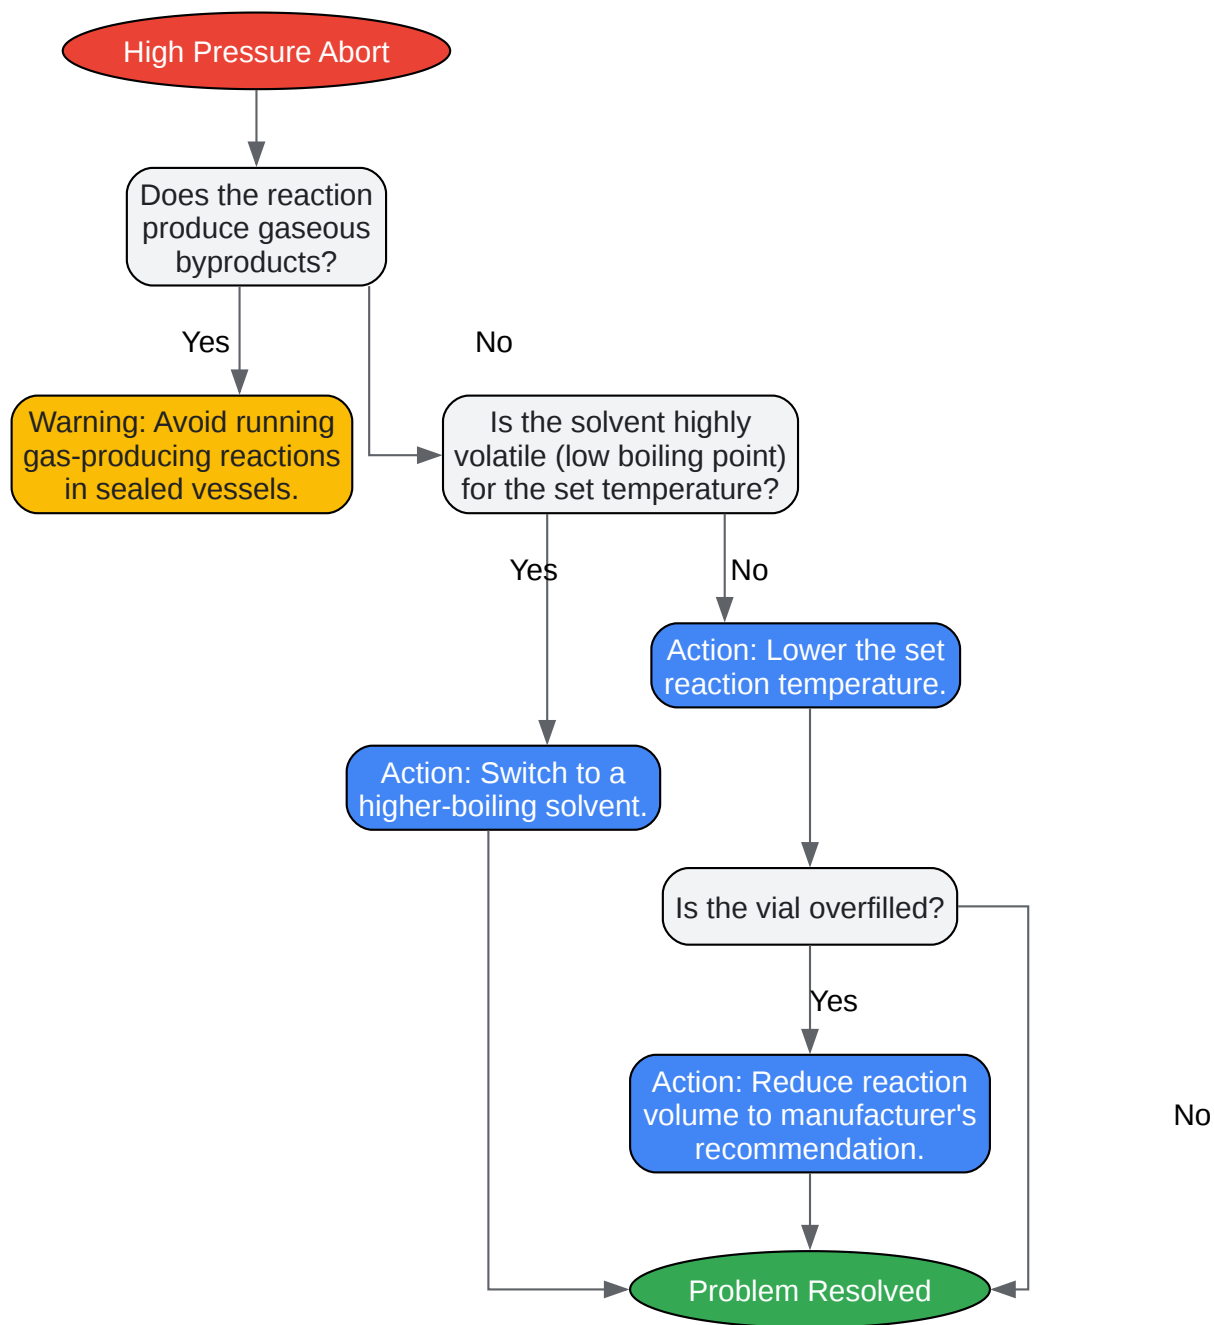 High Pressure Abort
Does the reaction
produce gaseous
byproducts?
Yes
No
Warning: Avoid running
gas-producing reactions
in sealed vessels.
Is the solvent highly
volatile (low boiling point)
for the set temperature?
Yes
No
Action: Lower the set
reaction temperature.
Action: Switch to a
higher-boiling solvent.
Is the vial overfilled?
Yes
Action: Reduce reaction
volume to manufacturer's
recommendation.
No
Problem Resolved